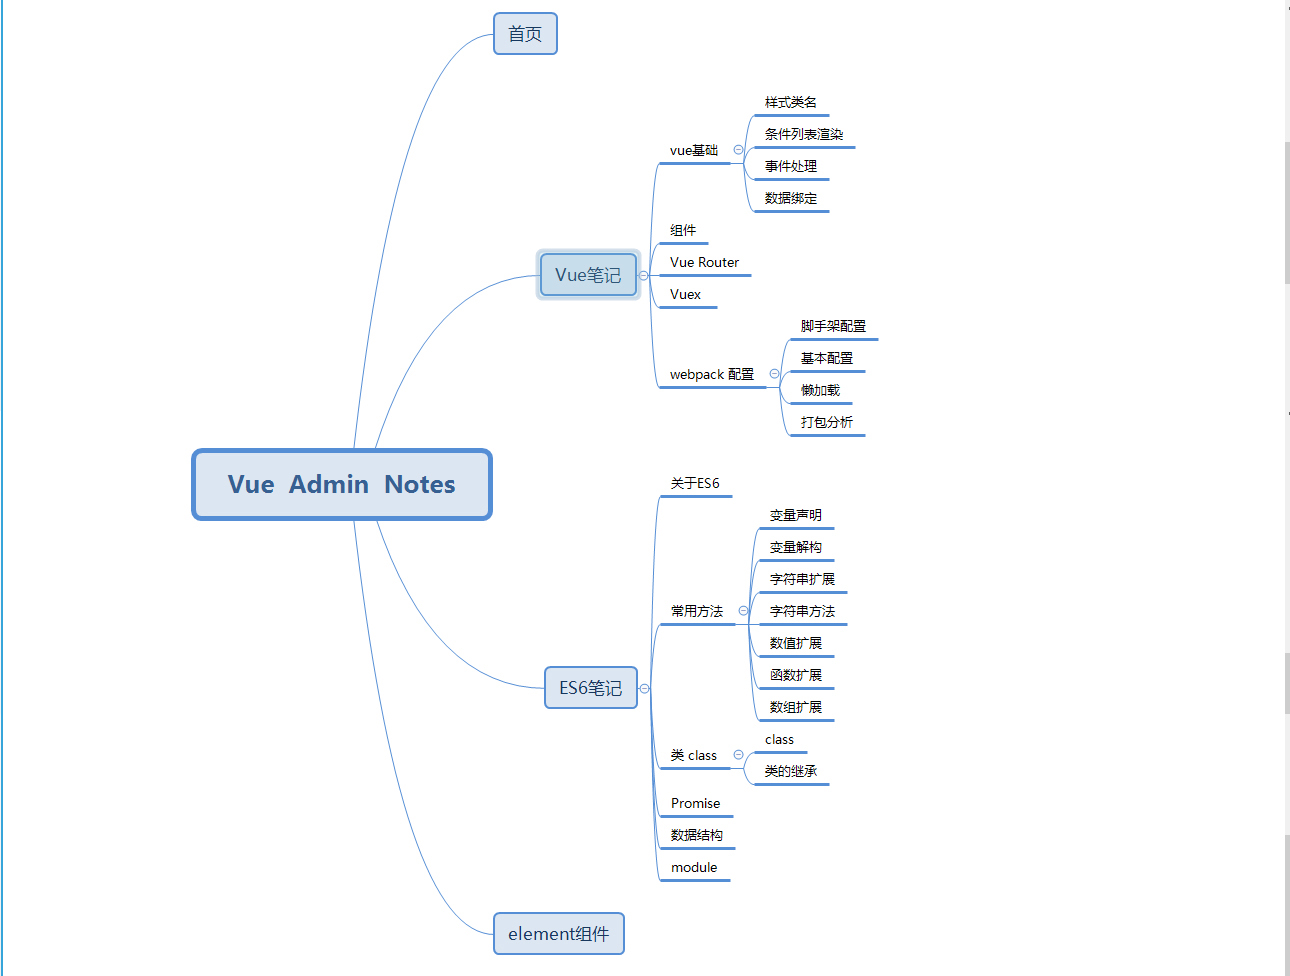 首页
Vue Admin Notes
Vue笔记
vue基础
样式类名
条件列表渲染
事件处理
数据绑定
组件
Vue Router
Vuex
webpack 配置
脚手架配置
基本配置
懒加载
打包分析
ES6笔记
关于ES6
常用方法
变量声明
变量解构
字符串扩展
字符串方法
数值扩展
函数扩展
数组扩展
类 class
class
类的继承
Promise
数据结构
module
element组件